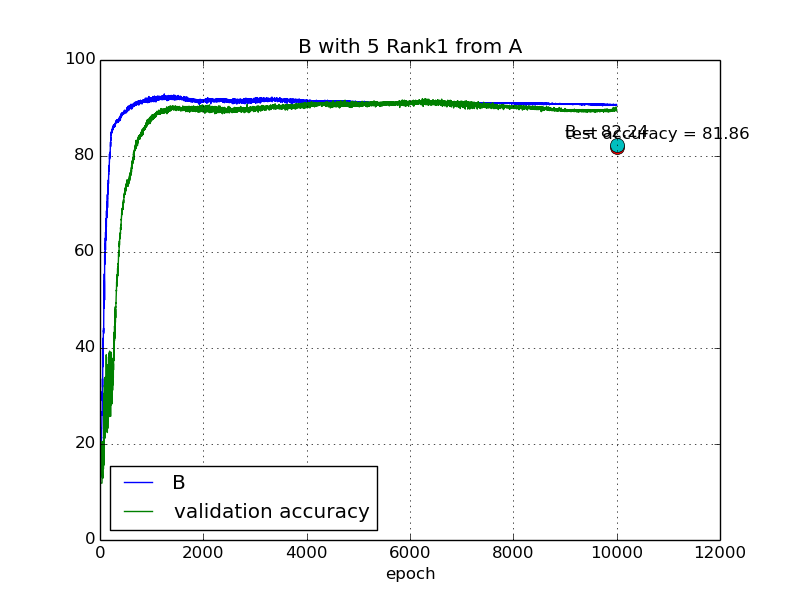 B with 5 Rank1 from A
100
80
60
40
20
0
B = 82.24
test accuracy = 81.86
B
validation accuracy
0 2000 4000 6000 8000 10000 12000
epoch